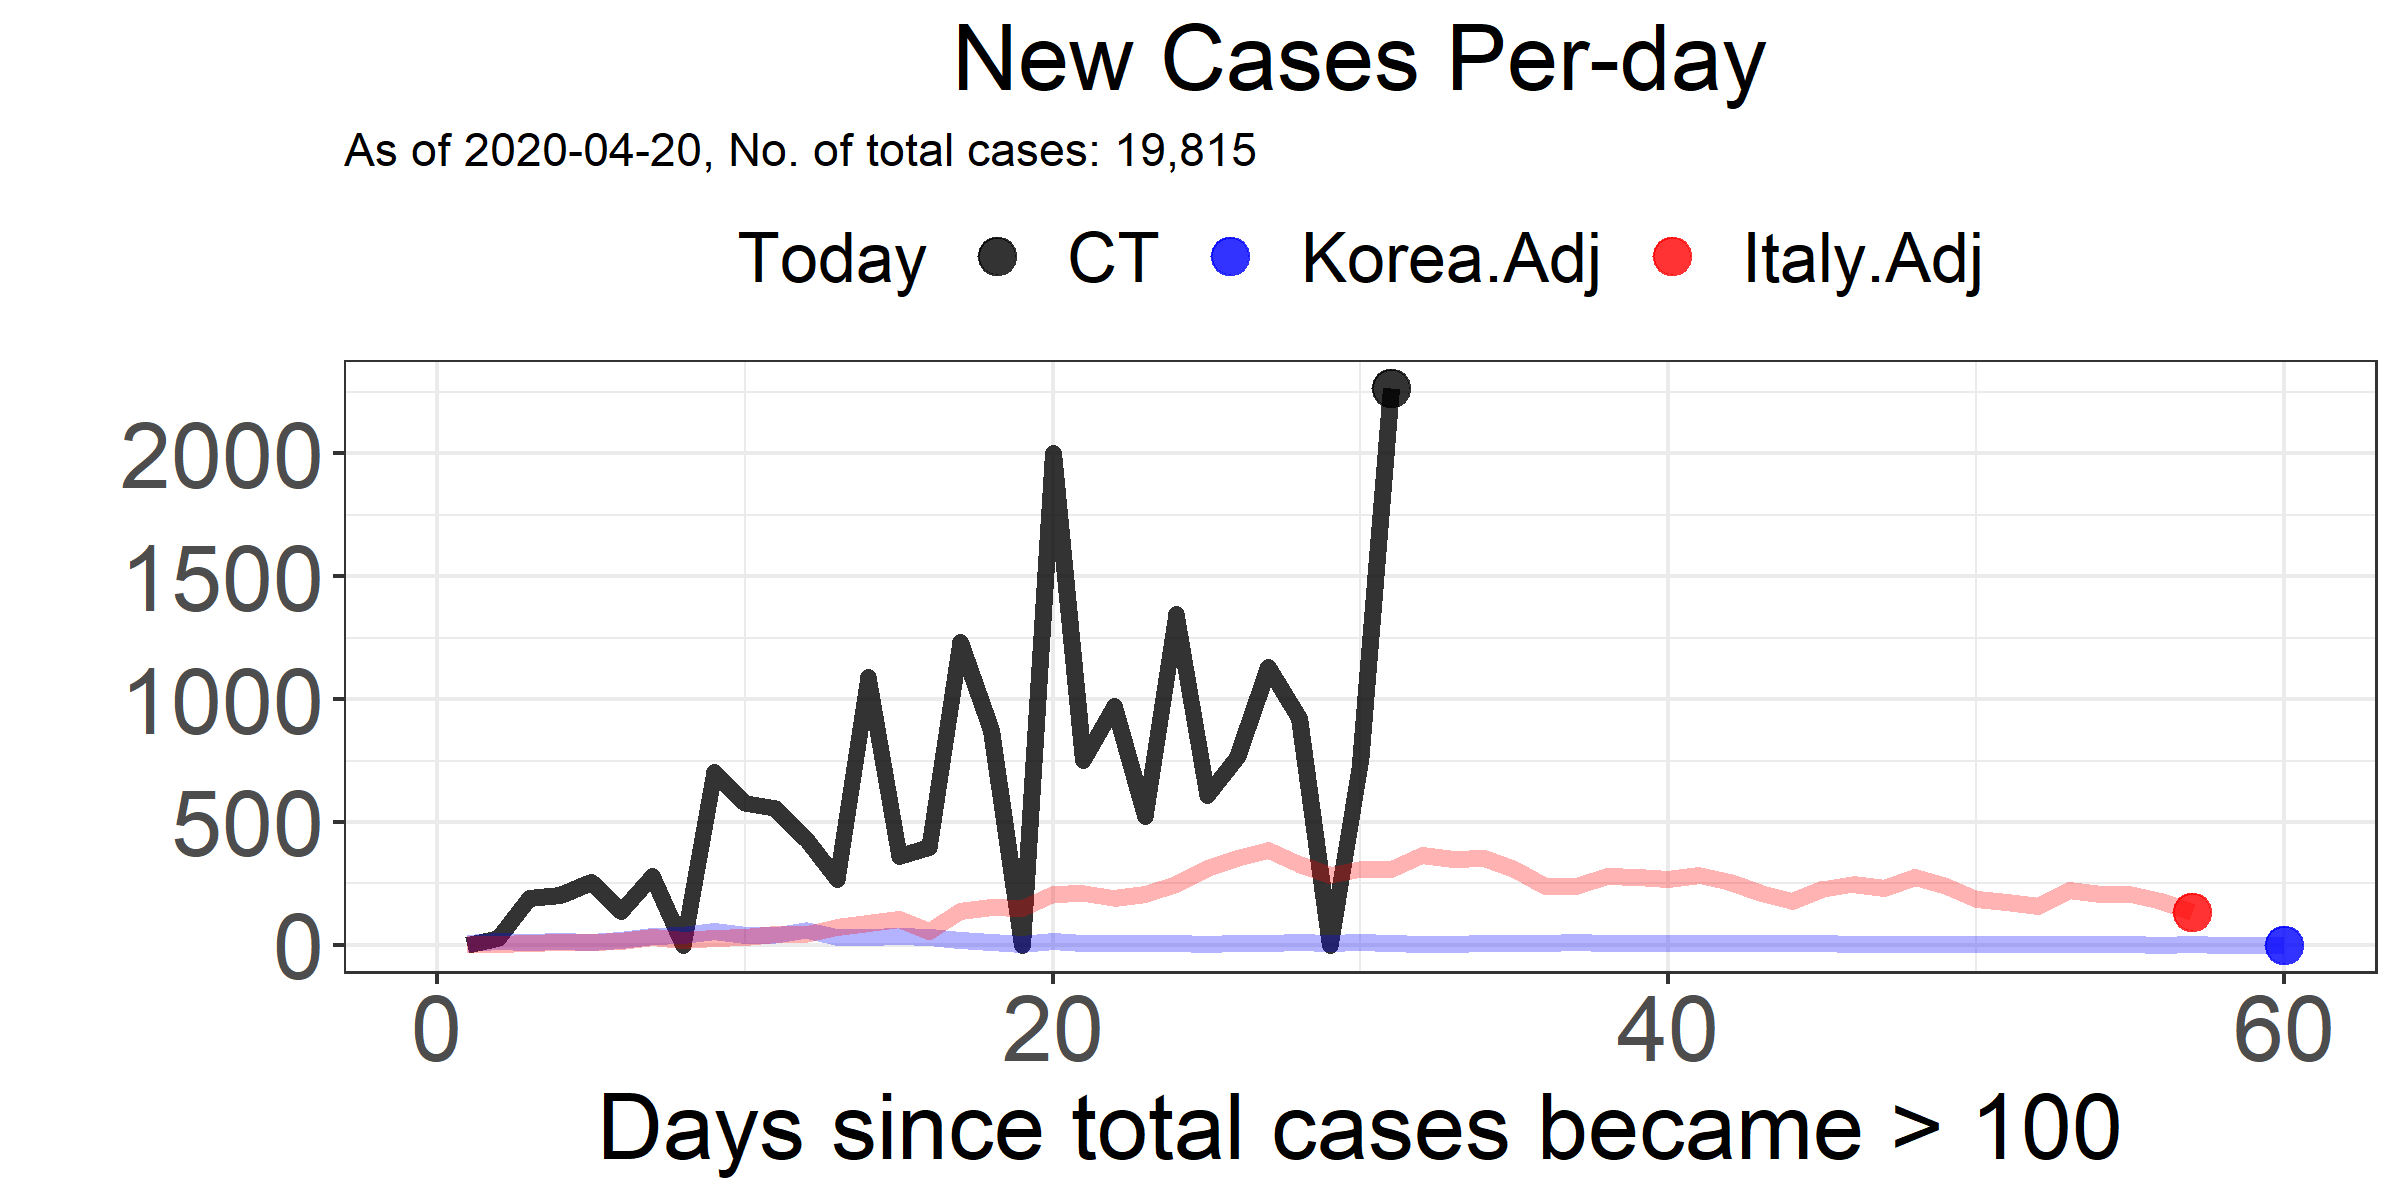 New Cases Per-day
As of 2020-04-20, No. of total cases: 19,815
Today CT Korea.Adj Italy.Adj
2000
1500
1000
500
0
0 20 40 60
Days since total cases became > 100